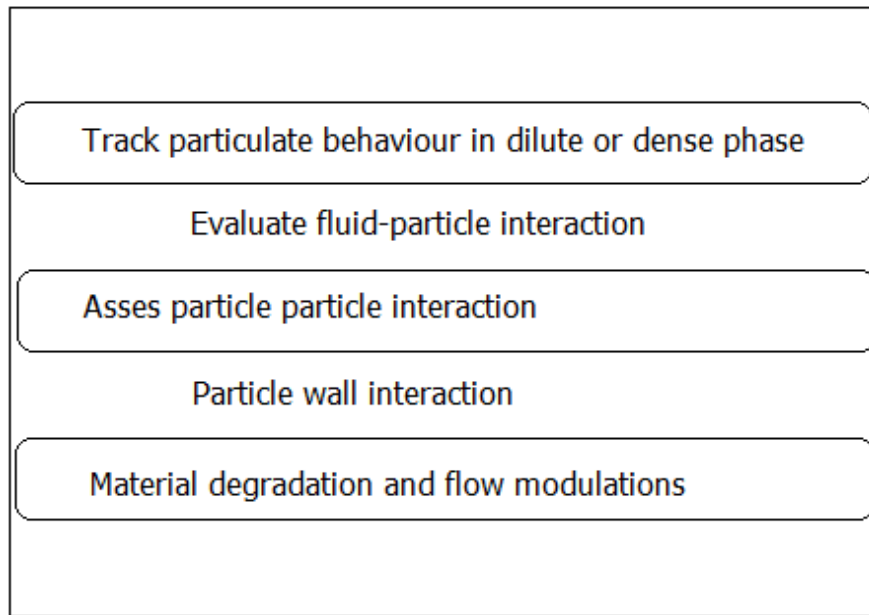 Track particulate behaviour in dilute or dense phase
Evaluate fluid-particle interaction
Asses particle particle interaction
Particle wall interaction
Material degradation and flow modulations